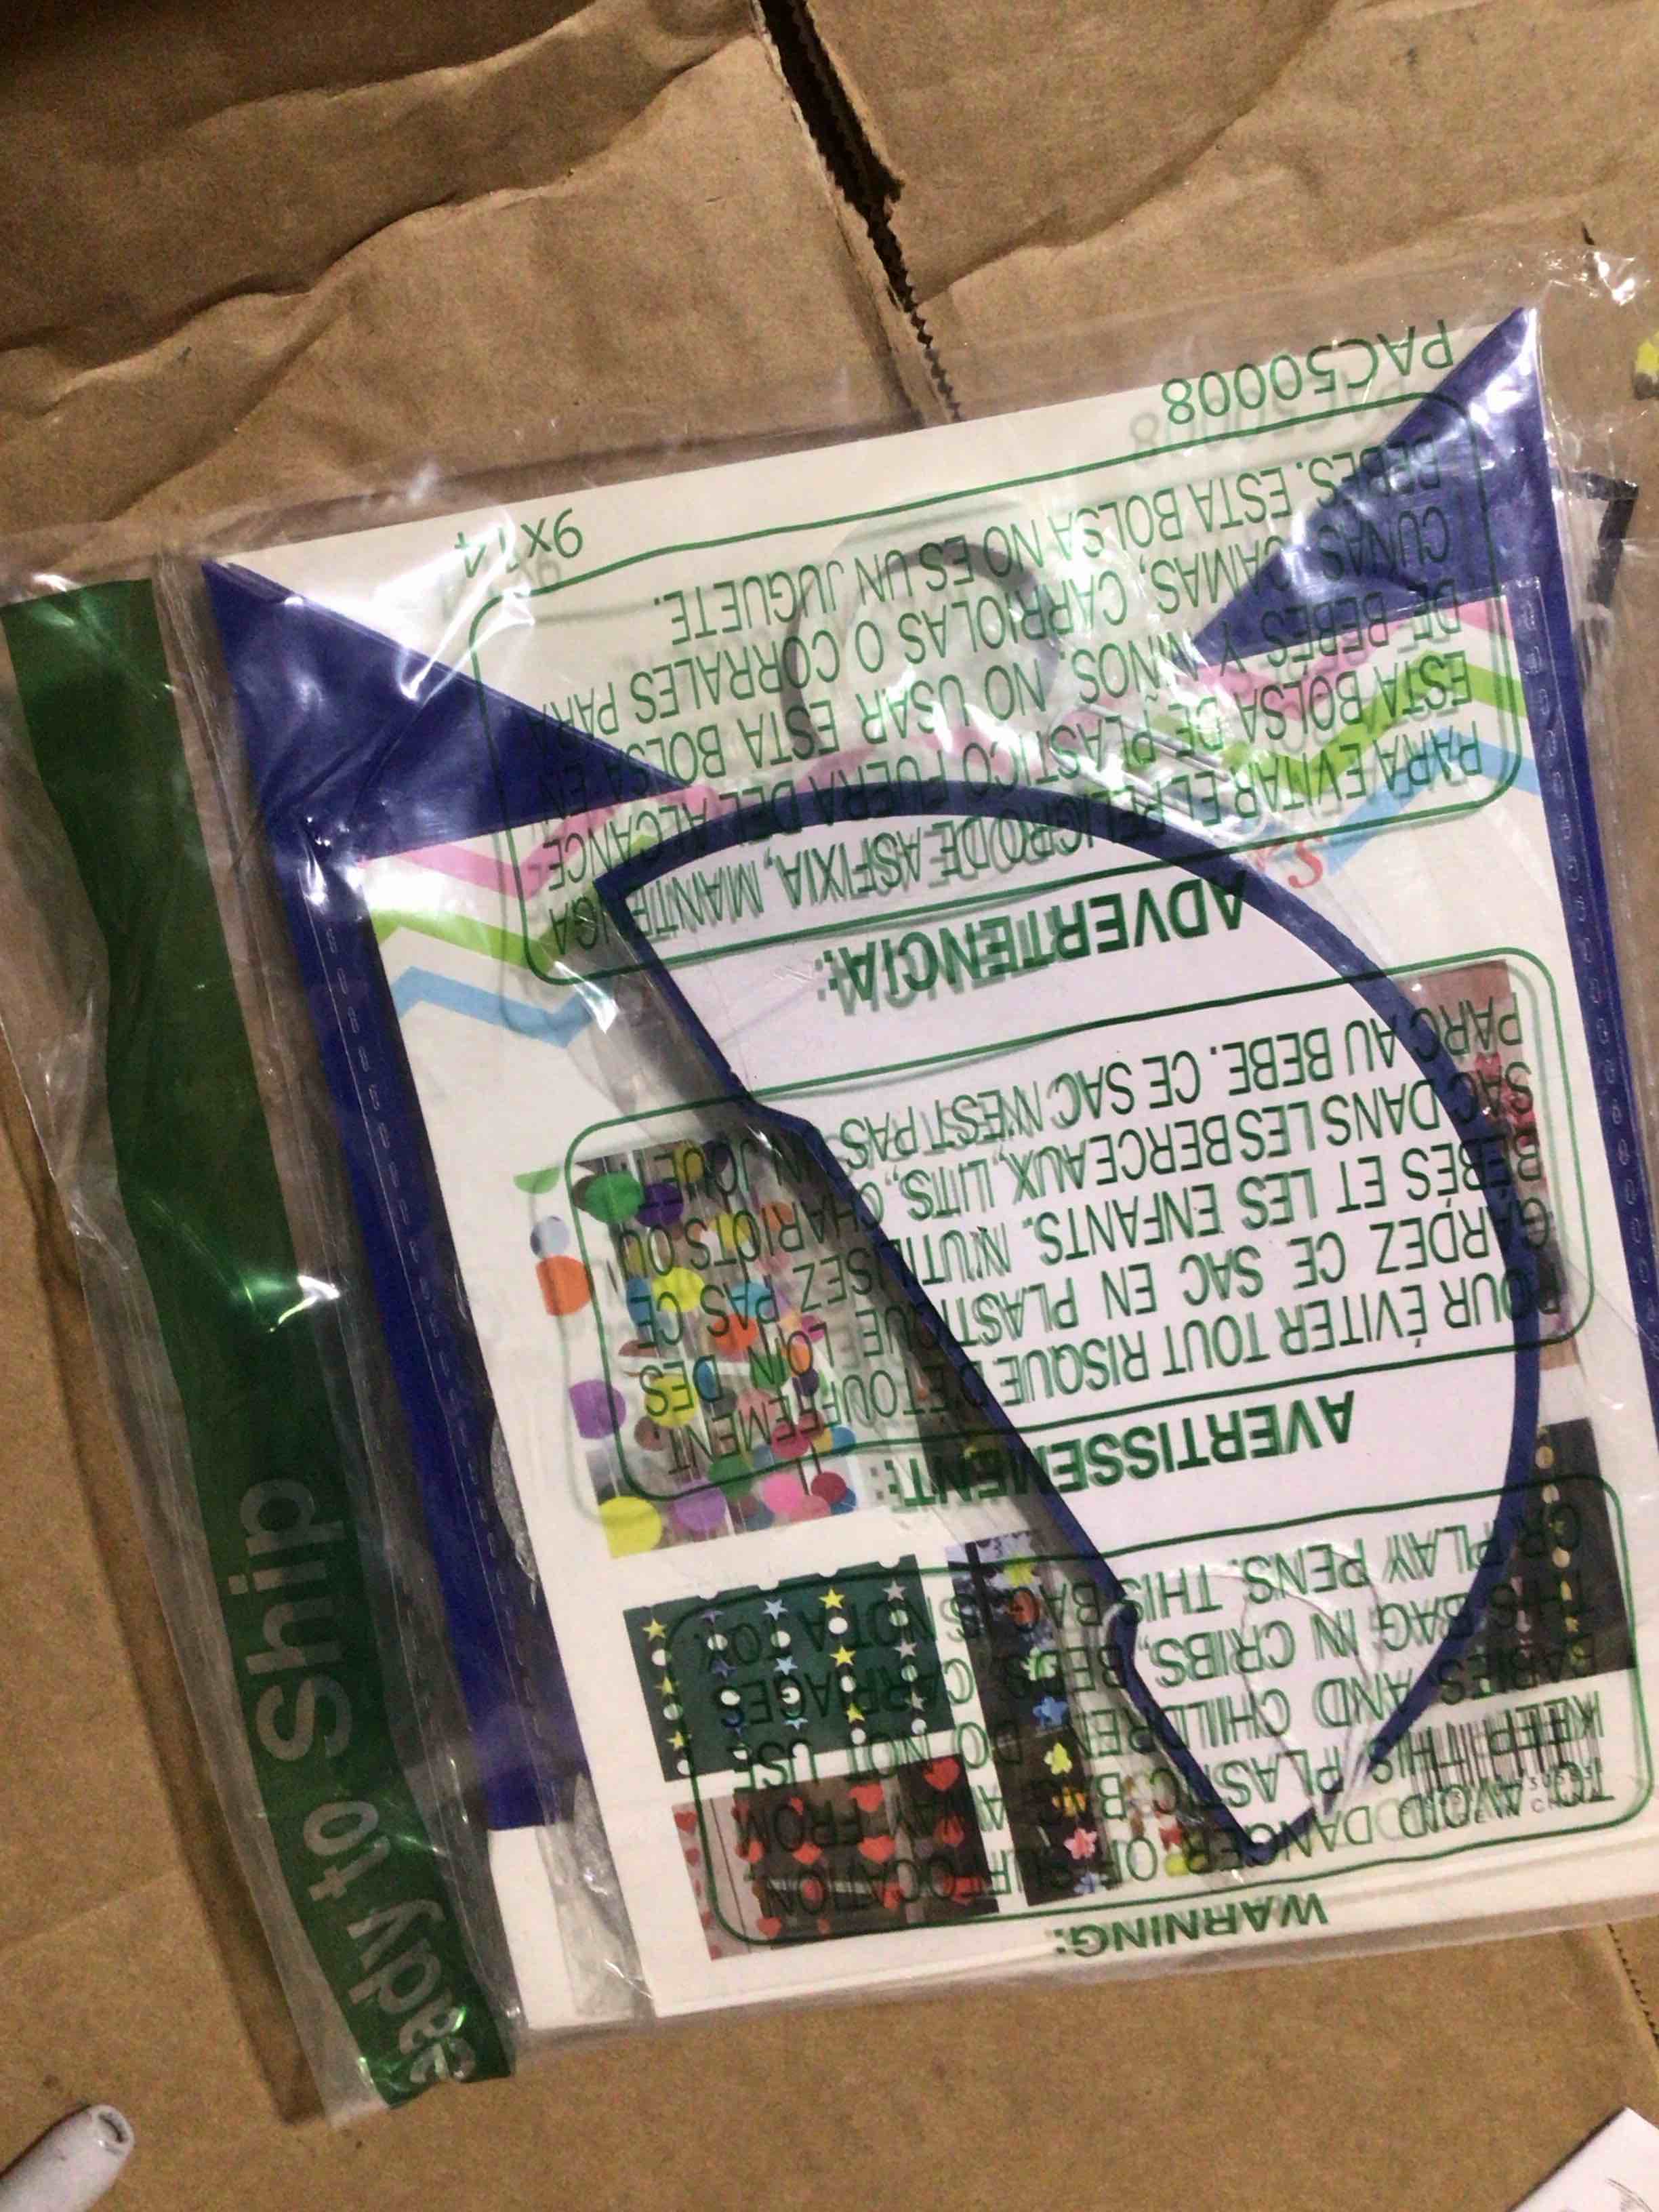 WARNING:
TO AVOID DANGER OF SUFFOCATION
KEEP THIS PLASTIC BAG AWAY FROM
BABIES AND CHILDREN. DO NOT USE
THIS BAG IN CRIBS, BEDS, CARRIAGES
OR PLAY PENS. THIS BAG IS NOT A TOY.
AVERTISSEMENT:
POUR ÉVITER TOUT RISQUE D'ÉTOUFFEMENT.
GARDEZ CE SAC EN PLASTIQUE LOIN DES
BÉBÉS ET LES ENFANTS. N'UTILISEZ PAS CE
SAC DANS LES BERCEAUX, LITS, CHARIOTS OU
PARC AU BEBE. CE SAC N'EST PAS UN JOUET.
ADVERTENCIA:
PARA EVITAR EL PELIGRO DE ASFIXIA, MANTENGA
ESTA BOLSA DE PLASTICO FUERA DEL ALCANCE
DE BEBÉS Y NIÑOS. NO USAR ESTA BOLSA EN
CUNAS, CAMAS, CARRIOLAS O CORRALES PARA
BEBES. ESTA BOLSA NO ES UN JUGUETE.
9x14
PAC50008
eady to Ship